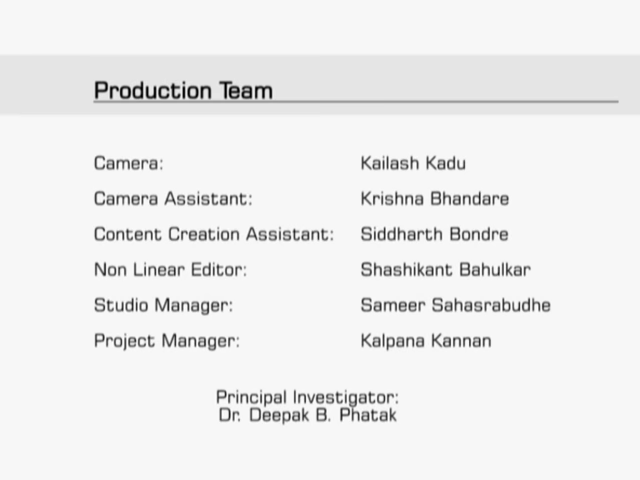 Production Team
Camera: Kailash Kadu
Camera Assistant: Krishna Bhandare
Content Creation Assistant: Siddharth Bondre
Non Linear Editor: Shashikant Bahulkar
Studio Manager: Sameer Sahasrabudhe
Project Manager: Kalpana Kannan
Principal Investigator:
Dr. Deepak B. Phatak